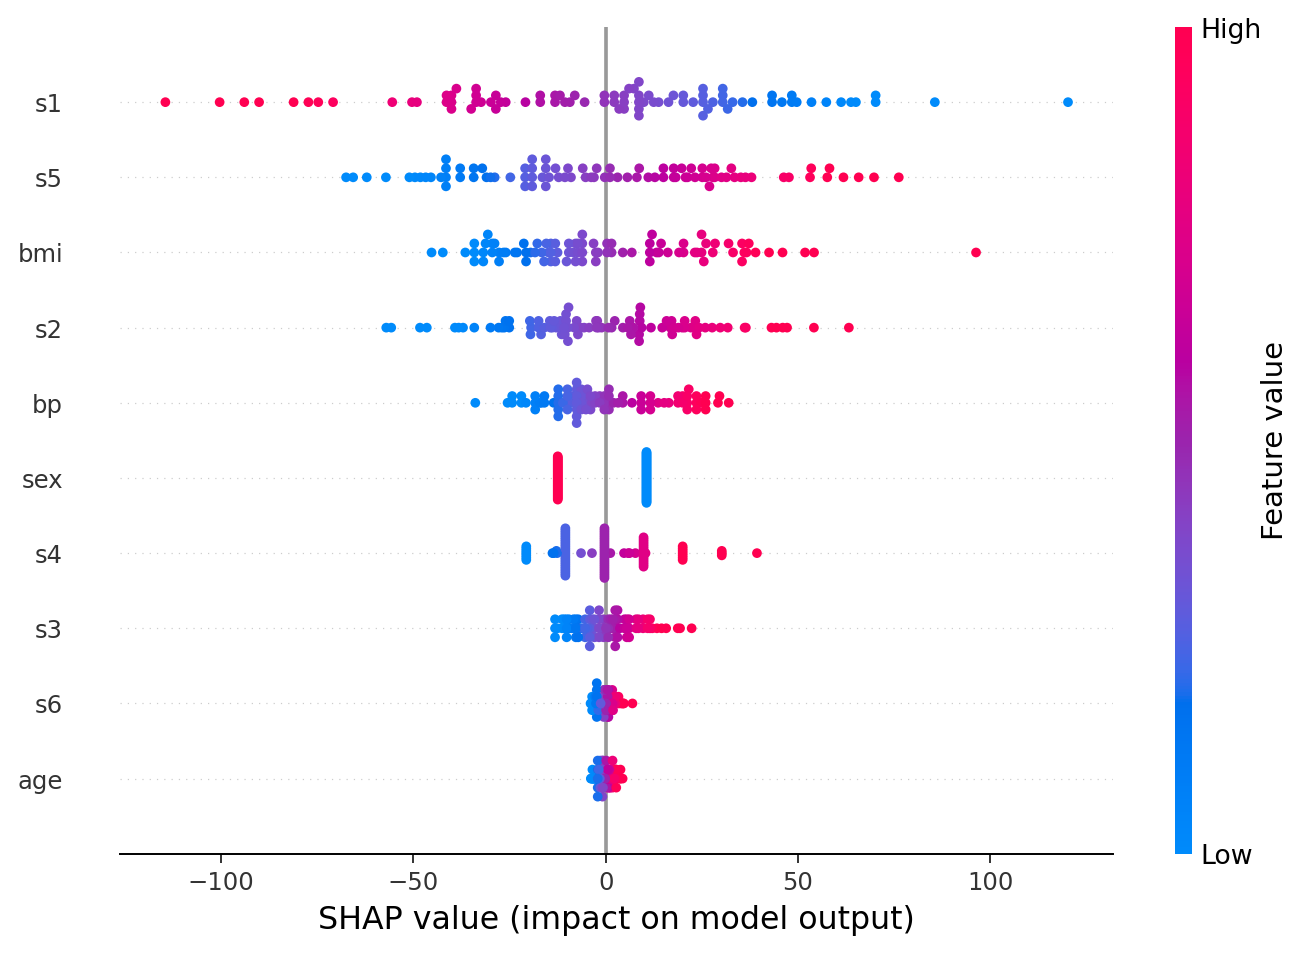 High
s1
s5
bmi
s2
bp
sex
s4
s3
s6
age
Low
Feature value
−100
−50
0
50
100
SHAP value (impact on model output)